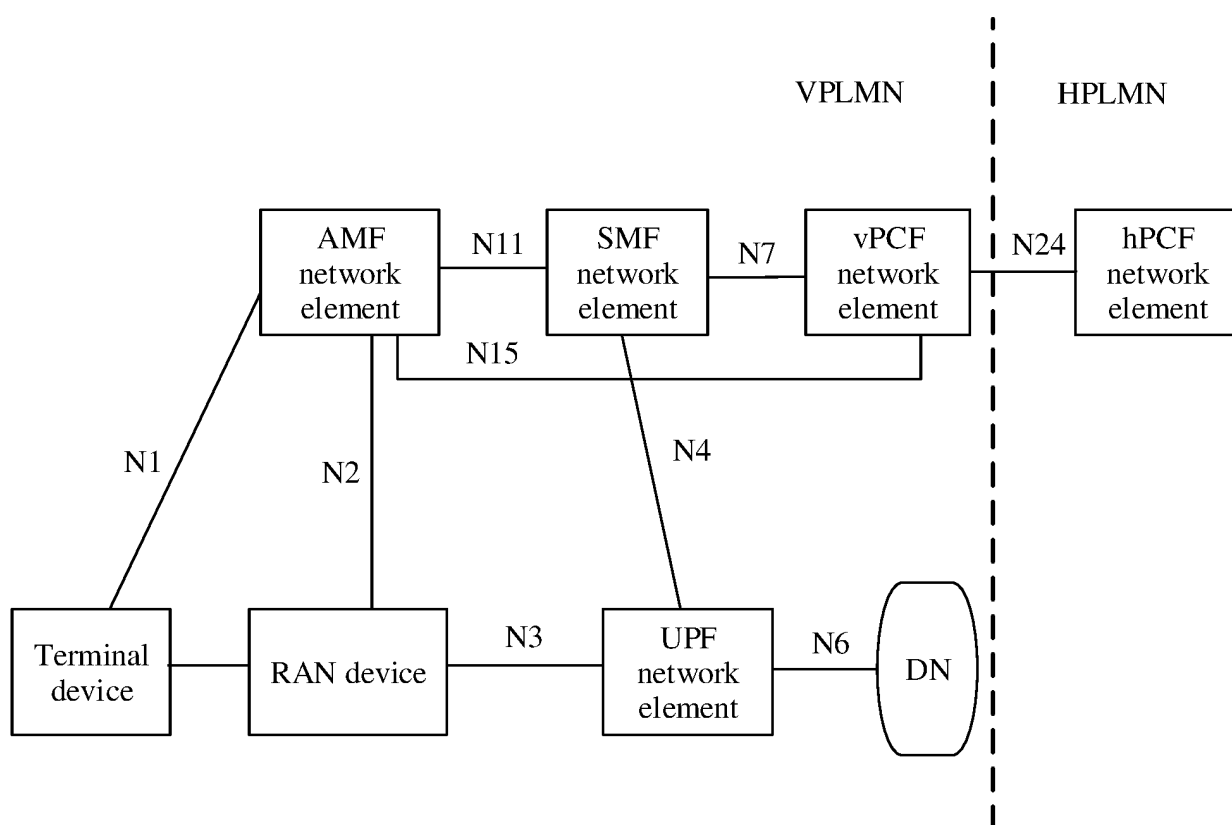 VPLMN
HPLMN
AMF
network
element
N11
SMF
network
element
N7
vPCF
network
element
N24
hPCF
network
element
N15
N1
N2
N4
Terminal
device
RAN device
N3
UPF
network
element
N6
DN